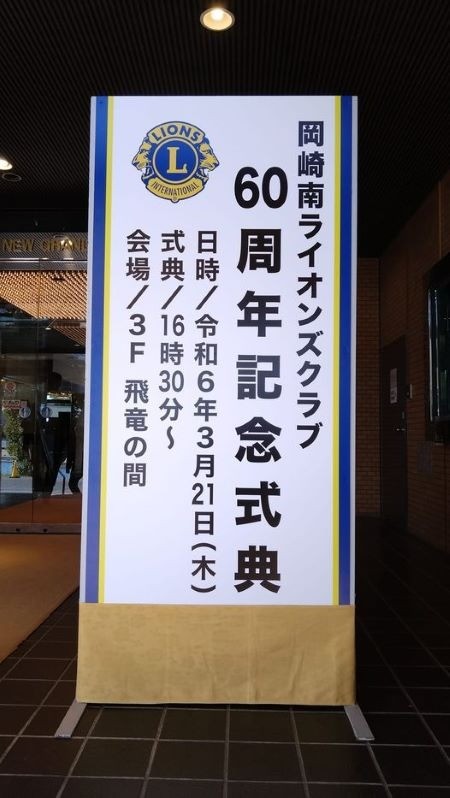 岡崎南ライオンズクラブ
60周年記念式典
日時/令和6年3月21日(木)
式典/16時30分～
会場/3F 飛竜の間
LIONS
L
INTERNATIONAL
NEW GRAN